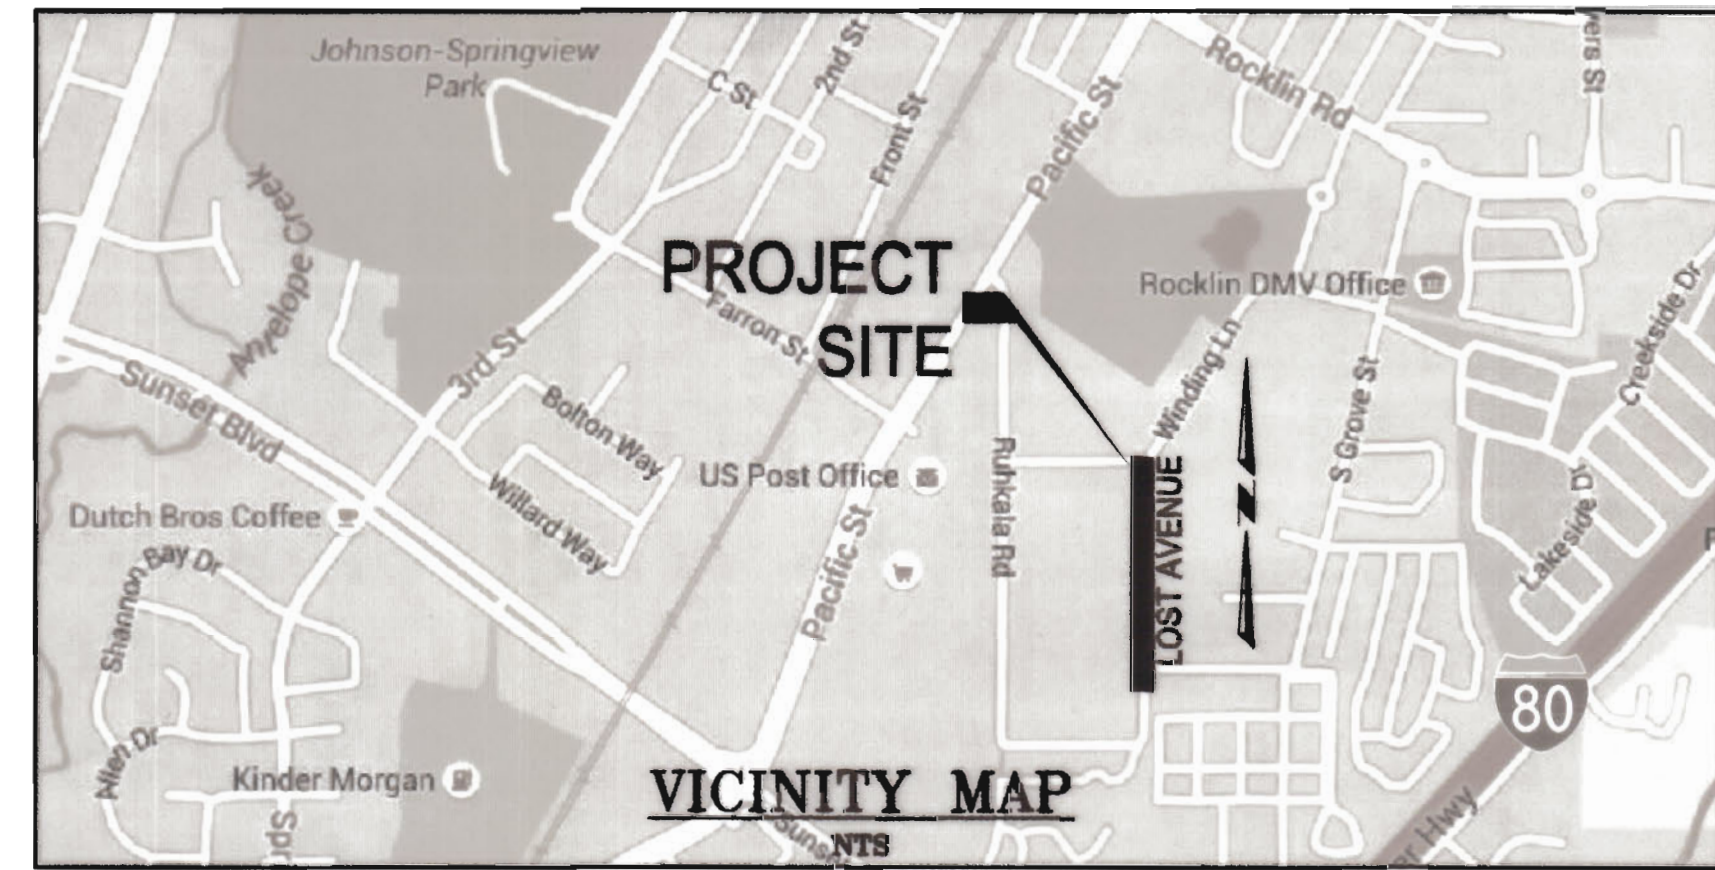 Johnson-Springview
Park
C St
2nd St
Front St
Pacific St
Rocklin Rd
Antelope Creek
PROJECT
SITE
Rocklin DMV Office
Farron St
3rd St
Sunset Blvd
Bolton Way
Willard Way
US Post Office
Ruhkala Rd
Winding Ln
LOST AVENUE
S Grove St
Creekside Dr
Lakeside Dr
Dutch Bros Coffee
Shannon Bay Dr
Pacific St
Allen Dr
Kinder Morgan
80
VICINITY MAP
NTS
Hwy